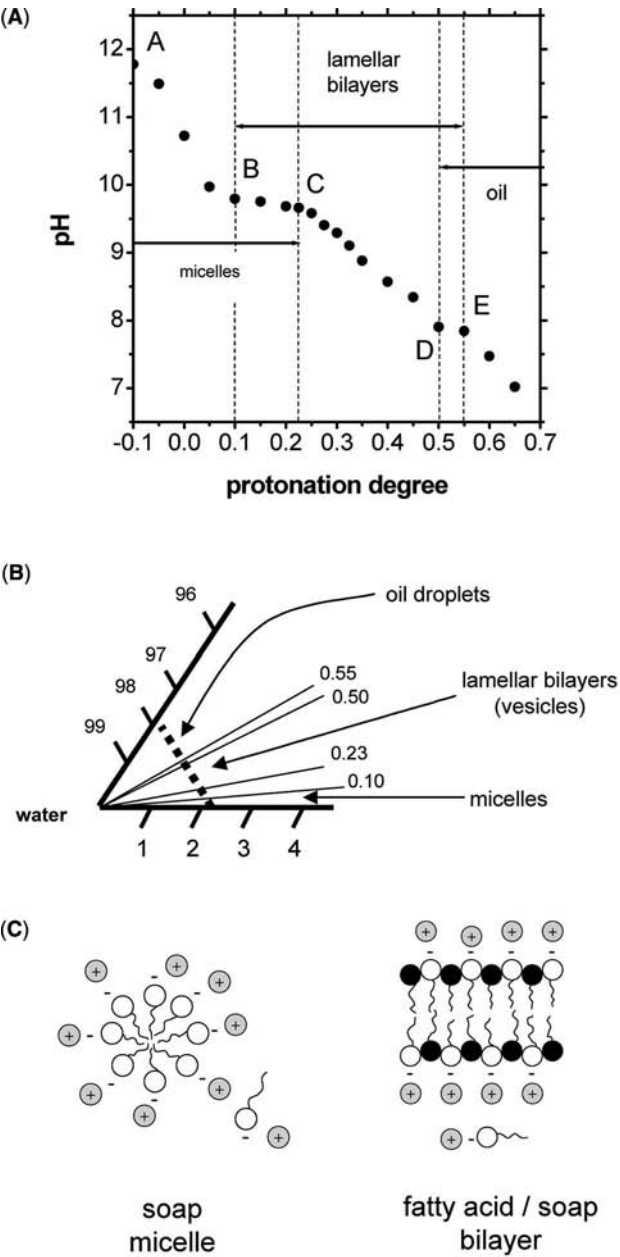 (A)
12
11
10
9
8
7
pH
A
B
C
D
E
lamellar
bilayers
oil
micelles
-0.1 0.0 0.1 0.2 0.3 0.4 0.5 0.6 0.7
protonation degree
(B)
96
97
98
99
oil droplets
0.55
0.50
lamellar bilayers
(vesicles)
0.23
0.10
micelles
water
1 2 3 4
(C)
+ + + + + + + + +
- - - - - - - - -
+ + + +
- - - -
- - - -
+ + + +
+ -
soap
micelle
fatty acid / soap
bilayer